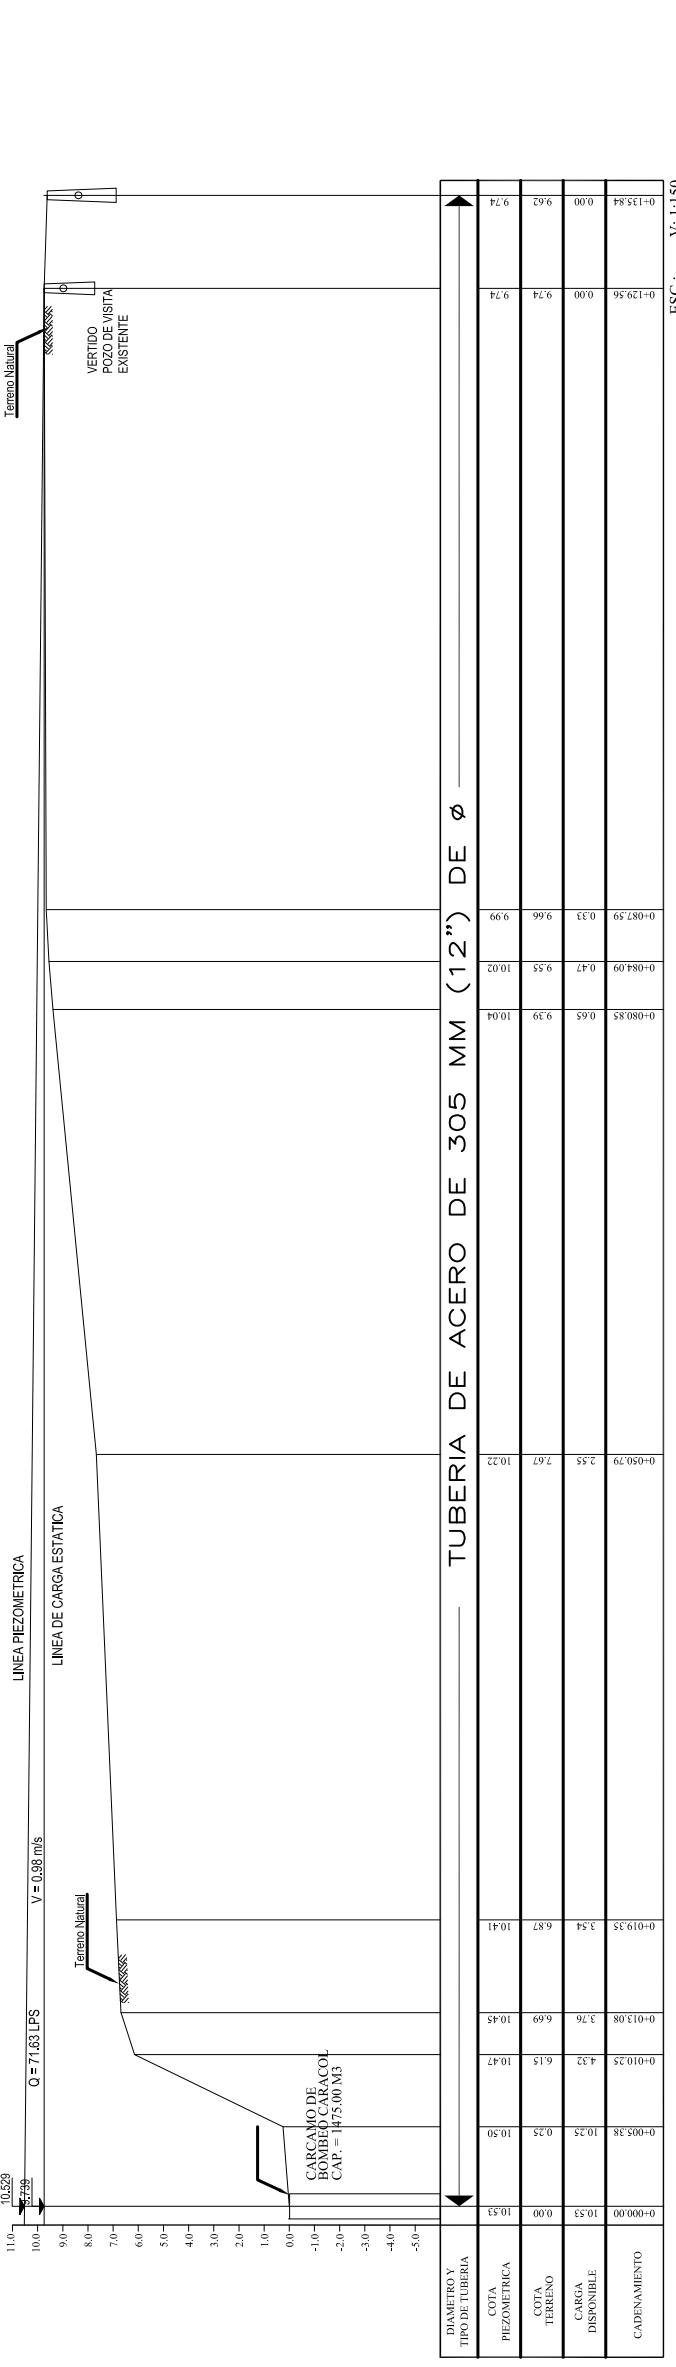 10.529
9.739
Q = 71.63 LPS
V = 0.98 m/s
LINEA PIEZOMETRICA
LINEA DE CARGA ESTATICA
Terreno Natural
Terreno Natural
VERTIDO
POZO DE VISITA
EXISTENTE
CARCAMO DE
BOMBEO CARACOL
CAP. = 1475.00 M3
11.0
10.0
9.0
8.0
7.0
6.0
5.0
4.0
3.0
2.0
1.0
0.0
-1.0
-2.0
-3.0
-4.0
-5.0
DIAMETRO Y
TIPO DE TUBERIA
TUBERIA DE ACERO DE 305 MM (12") DE Ø
COTA
PIEZOMETRICA
10.53 10.50 10.47 10.45 10.41 10.22 10.04 10.02 9.99 9.74 9.74
COTA
TERRENO
0.00 0.25 6.15 6.69 6.87 7.67 9.39 9.55 9.66 9.74 9.62
CARGA
DISPONIBLE
10.53 10.25 4.32 3.76 3.54 2.55 0.65 0.47 0.33 0.00 0.00
CADENAMIENTO
0+000.00 0+005.38 0+010.25 0+013.08 0+019.35 0+050.79 0+080.85 0+084.09 0+087.59 0+129.56 0+135.84
V: 1:150